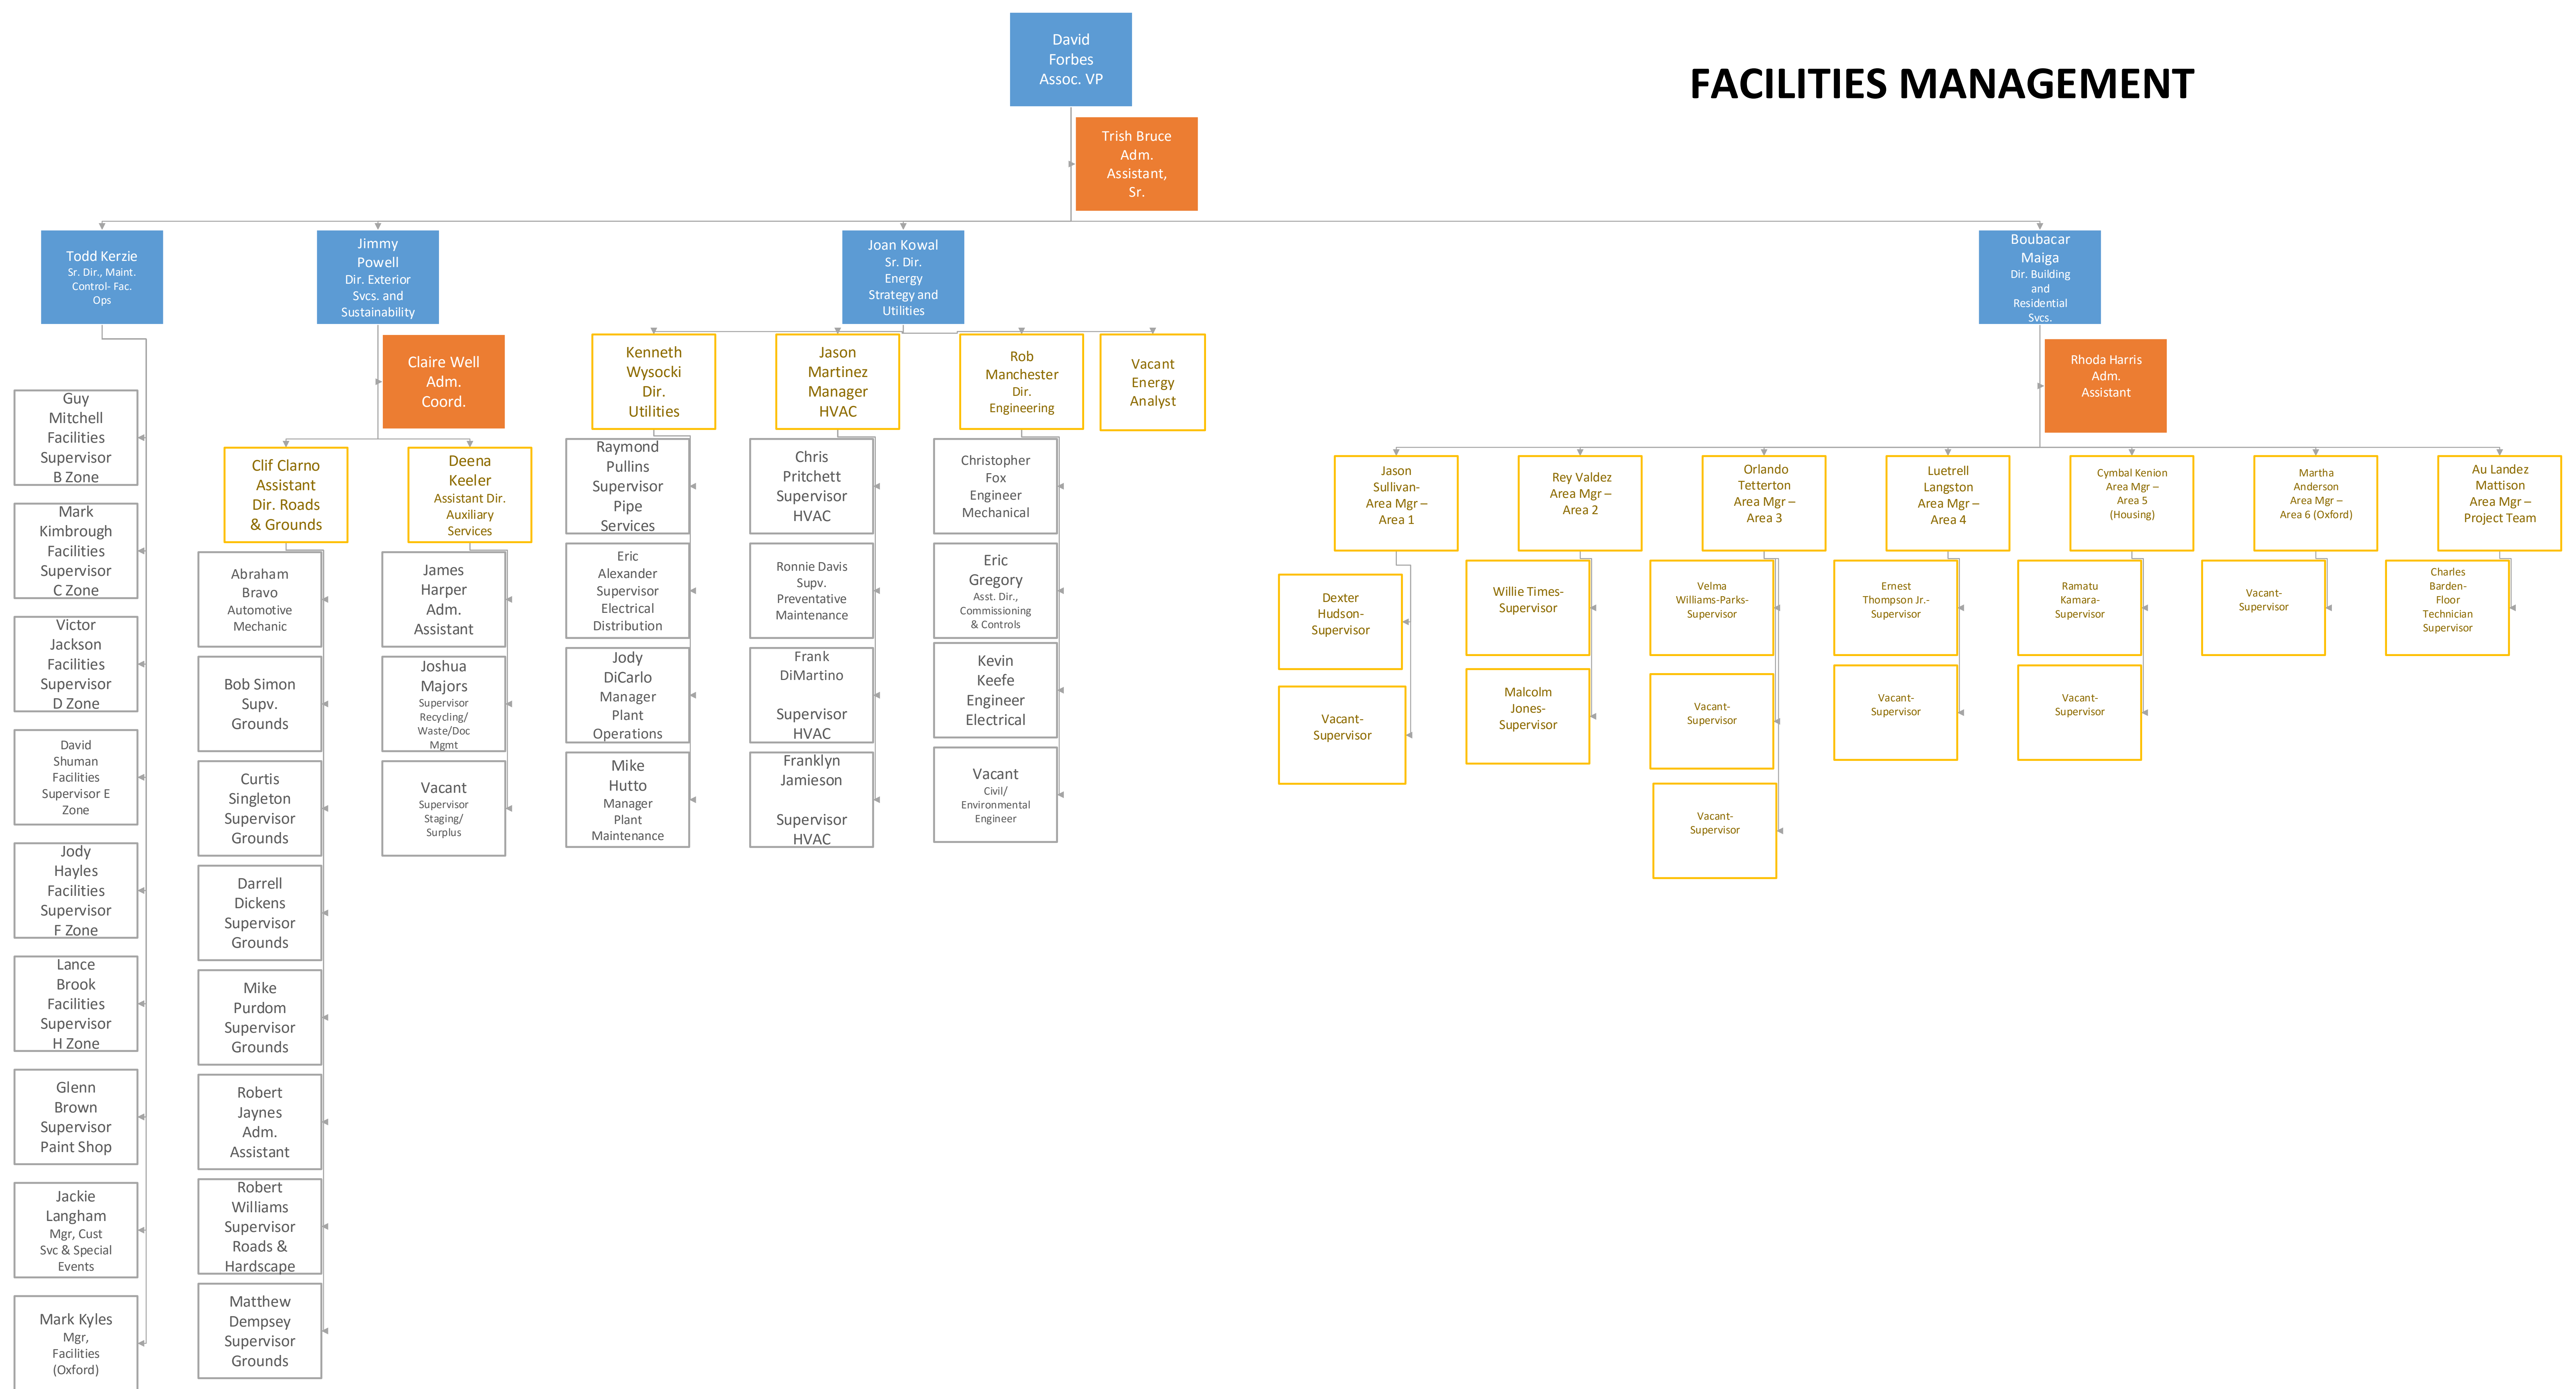 FACILITIES MANAGEMENT
David
Forbes
Assoc. VP
Trish Bruce
Adm.
Assistant,
Sr.
Todd Kerzie
Sr. Dir., Maint.
Control- Fac.
Ops
Jimmy
Powell
Dir. Exterior
Svcs. and
Sustainability
Joan Kowal
Sr. Dir.
Energy
Strategy and
Utilities
Boubacar
Maiga
Dir. Building
and
Residential
Svcs.
Claire Well
Adm.
Coord.
Rhoda Harris
Adm.
Assistant
Guy
Mitchell
Facilities
Supervisor
B Zone
Mark
Kimbrough
Facilities
Supervisor
C Zone
Victor
Jackson
Facilities
Supervisor
D Zone
David
Shuman
Facilities
Supervisor E
Zone
Jody
Hayles
Facilities
Supervisor
F Zone
Lance
Brook
Facilities
Supervisor
H Zone
Glenn
Brown
Supervisor
Paint Shop
Jackie
Langham
Mgr, Cust
Svc & Special
Events
Mark Kyles
Mgr,
Facilities
(Oxford)
Clif Clarno
Assistant
Dir. Roads
& Grounds
Abraham
Bravo
Automotive
Mechanic
Bob Simon
Supv.
Grounds
Curtis
Singleton
Supervisor
Grounds
Darrell
Dickens
Supervisor
Grounds
Mike
Purdom
Supervisor
Grounds
Robert
Jaynes
Adm.
Assistant
Robert
Williams
Supervisor
Roads &
Hardscape
Matthew
Dempsey
Supervisor
Grounds
Deena
Keeler
Assistant Dir.
Auxiliary
Services
James
Harper
Adm.
Assistant
Joshua
Majors
Supervisor
Recycling/
Waste/Doc
Mgmt
Vacant
Supervisor
Staging/
Surplus
Kenneth
Wysocki
Dir.
Utilities
Raymond
Pullins
Supervisor
Pipe
Services
Eric
Alexander
Supervisor
Electrical
Distribution
Jody
DiCarlo
Manager
Plant
Operations
Mike
Hutto
Manager
Plant
Maintenance
Jason
Martinez
Manager
HVAC
Chris
Pritchett
Supervisor
HVAC
Ronnie Davis
Supv.
Preventative
Maintenance
Frank
DiMartino
Supervisor
HVAC
Franklyn
Jamieson
Supervisor
HVAC
Rob
Manchester
Dir.
Engineering
Christopher
Fox
Engineer
Mechanical
Eric
Gregory
Asst. Dir.,
Commissioning
& Controls
Kevin
Keefe
Engineer
Electrical
Vacant
Civil/
Environmental
Engineer
Vacant
Energy
Analyst
Jason
Sullivan-
Area Mgr –
Area 1
Dexter
Hudson-
Supervisor
Vacant-
Supervisor
Rey Valdez
Area Mgr –
Area 2
Willie Times-
Supervisor
Malcolm
Jones-
Supervisor
Orlando
Tetterton
Area Mgr –
Area 3
Velma
Williams-Parks-
Supervisor
Vacant-
Supervisor
Vacant-
Supervisor
Luetrell
Langston
Area Mgr –
Area 4
Ernest
Thompson Jr.-
Supervisor
Vacant-
Supervisor
Cymbal Kenion
Area Mgr –
Area 5
(Housing)
Ramatu
Kamara-
Supervisor
Vacant-
Supervisor
Martha
Anderson
Area Mgr –
Area 6 (Oxford)
Vacant-
Supervisor
Au Landez
Mattison
Area Mgr –
Project Team
Charles
Barden-
Floor
Technician
Supervisor